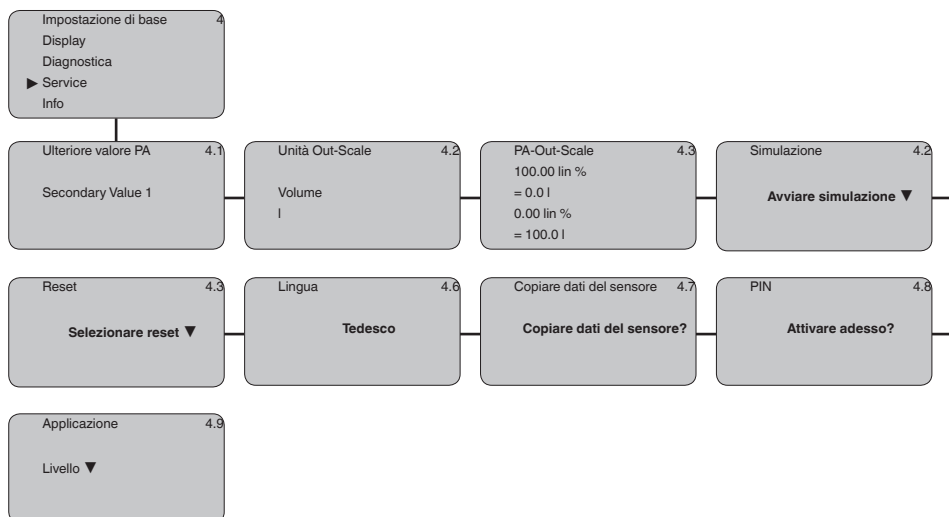 Impostazione di base 4
Display
Diagnostica
▶ Service
Info
Ulteriore valore PA 4.1
Secondary Value 1
Unità Out-Scale 4.2
Volume
l
PA-Out-Scale 4.3
100.00 lin %
= 0.0 l
0.00 lin %
= 100.0 l
Simulazione 4.2
Avviare simulazione ▼
Reset 4.3
Selezionare reset ▼
Lingua 4.6
Tedesco
Copiare dati del sensore 4.7
Copiare dati del sensore?
PIN 4.8
Attivare adesso?
Applicazione 4.9
Livello ▼